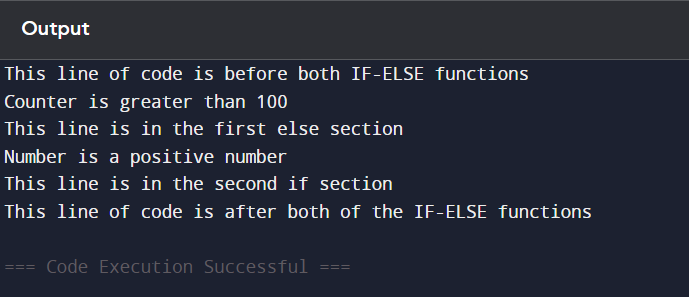 Output
This line of code is before both IF-ELSE functions
Counter is greater than 100
This line is in the first else section
Number is a positive number
This line is in the second if section
This line of code is after both of the IF-ELSE functions
=== Code Execution Successful ===